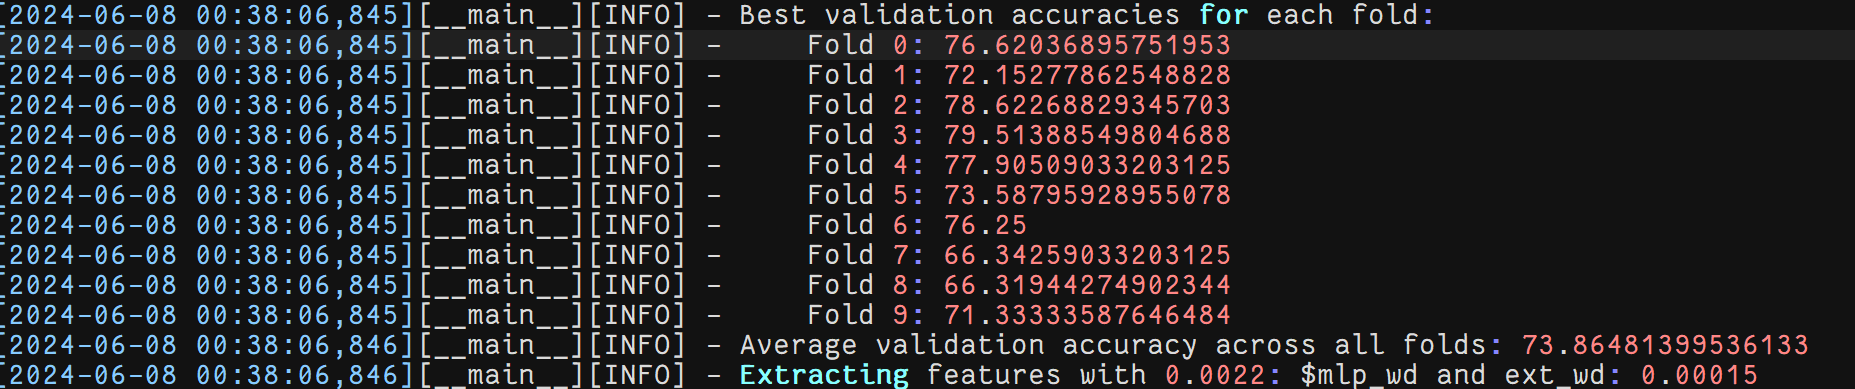 [2024-06-08 00:38:06,845][__main__][INFO] - Best validation accuracies for each fold:
[2024-06-08 00:38:06,845][__main__][INFO] -     Fold 0: 76.62036895751953
[2024-06-08 00:38:06,845][__main__][INFO] -     Fold 1: 72.15277862548828
[2024-06-08 00:38:06,845][__main__][INFO] -     Fold 2: 78.62268829345703
[2024-06-08 00:38:06,845][__main__][INFO] -     Fold 3: 79.51388549804688
[2024-06-08 00:38:06,845][__main__][INFO] -     Fold 4: 77.90509033203125
[2024-06-08 00:38:06,845][__main__][INFO] -     Fold 5: 73.58795928955078
[2024-06-08 00:38:06,845][__main__][INFO] -     Fold 6: 76.25
[2024-06-08 00:38:06,845][__main__][INFO] -     Fold 7: 66.34259033203125
[2024-06-08 00:38:06,845][__main__][INFO] -     Fold 8: 66.31944274902344
[2024-06-08 00:38:06,845][__main__][INFO] -     Fold 9: 71.33333587646484
[2024-06-08 00:38:06,846][__main__][INFO] - Average validation accuracy across all folds: 73.86481399536133
[2024-06-08 00:38:06,846][__main__][INFO] - Extracting features with 0.0022: $mlp_wd and ext_wd: 0.00015